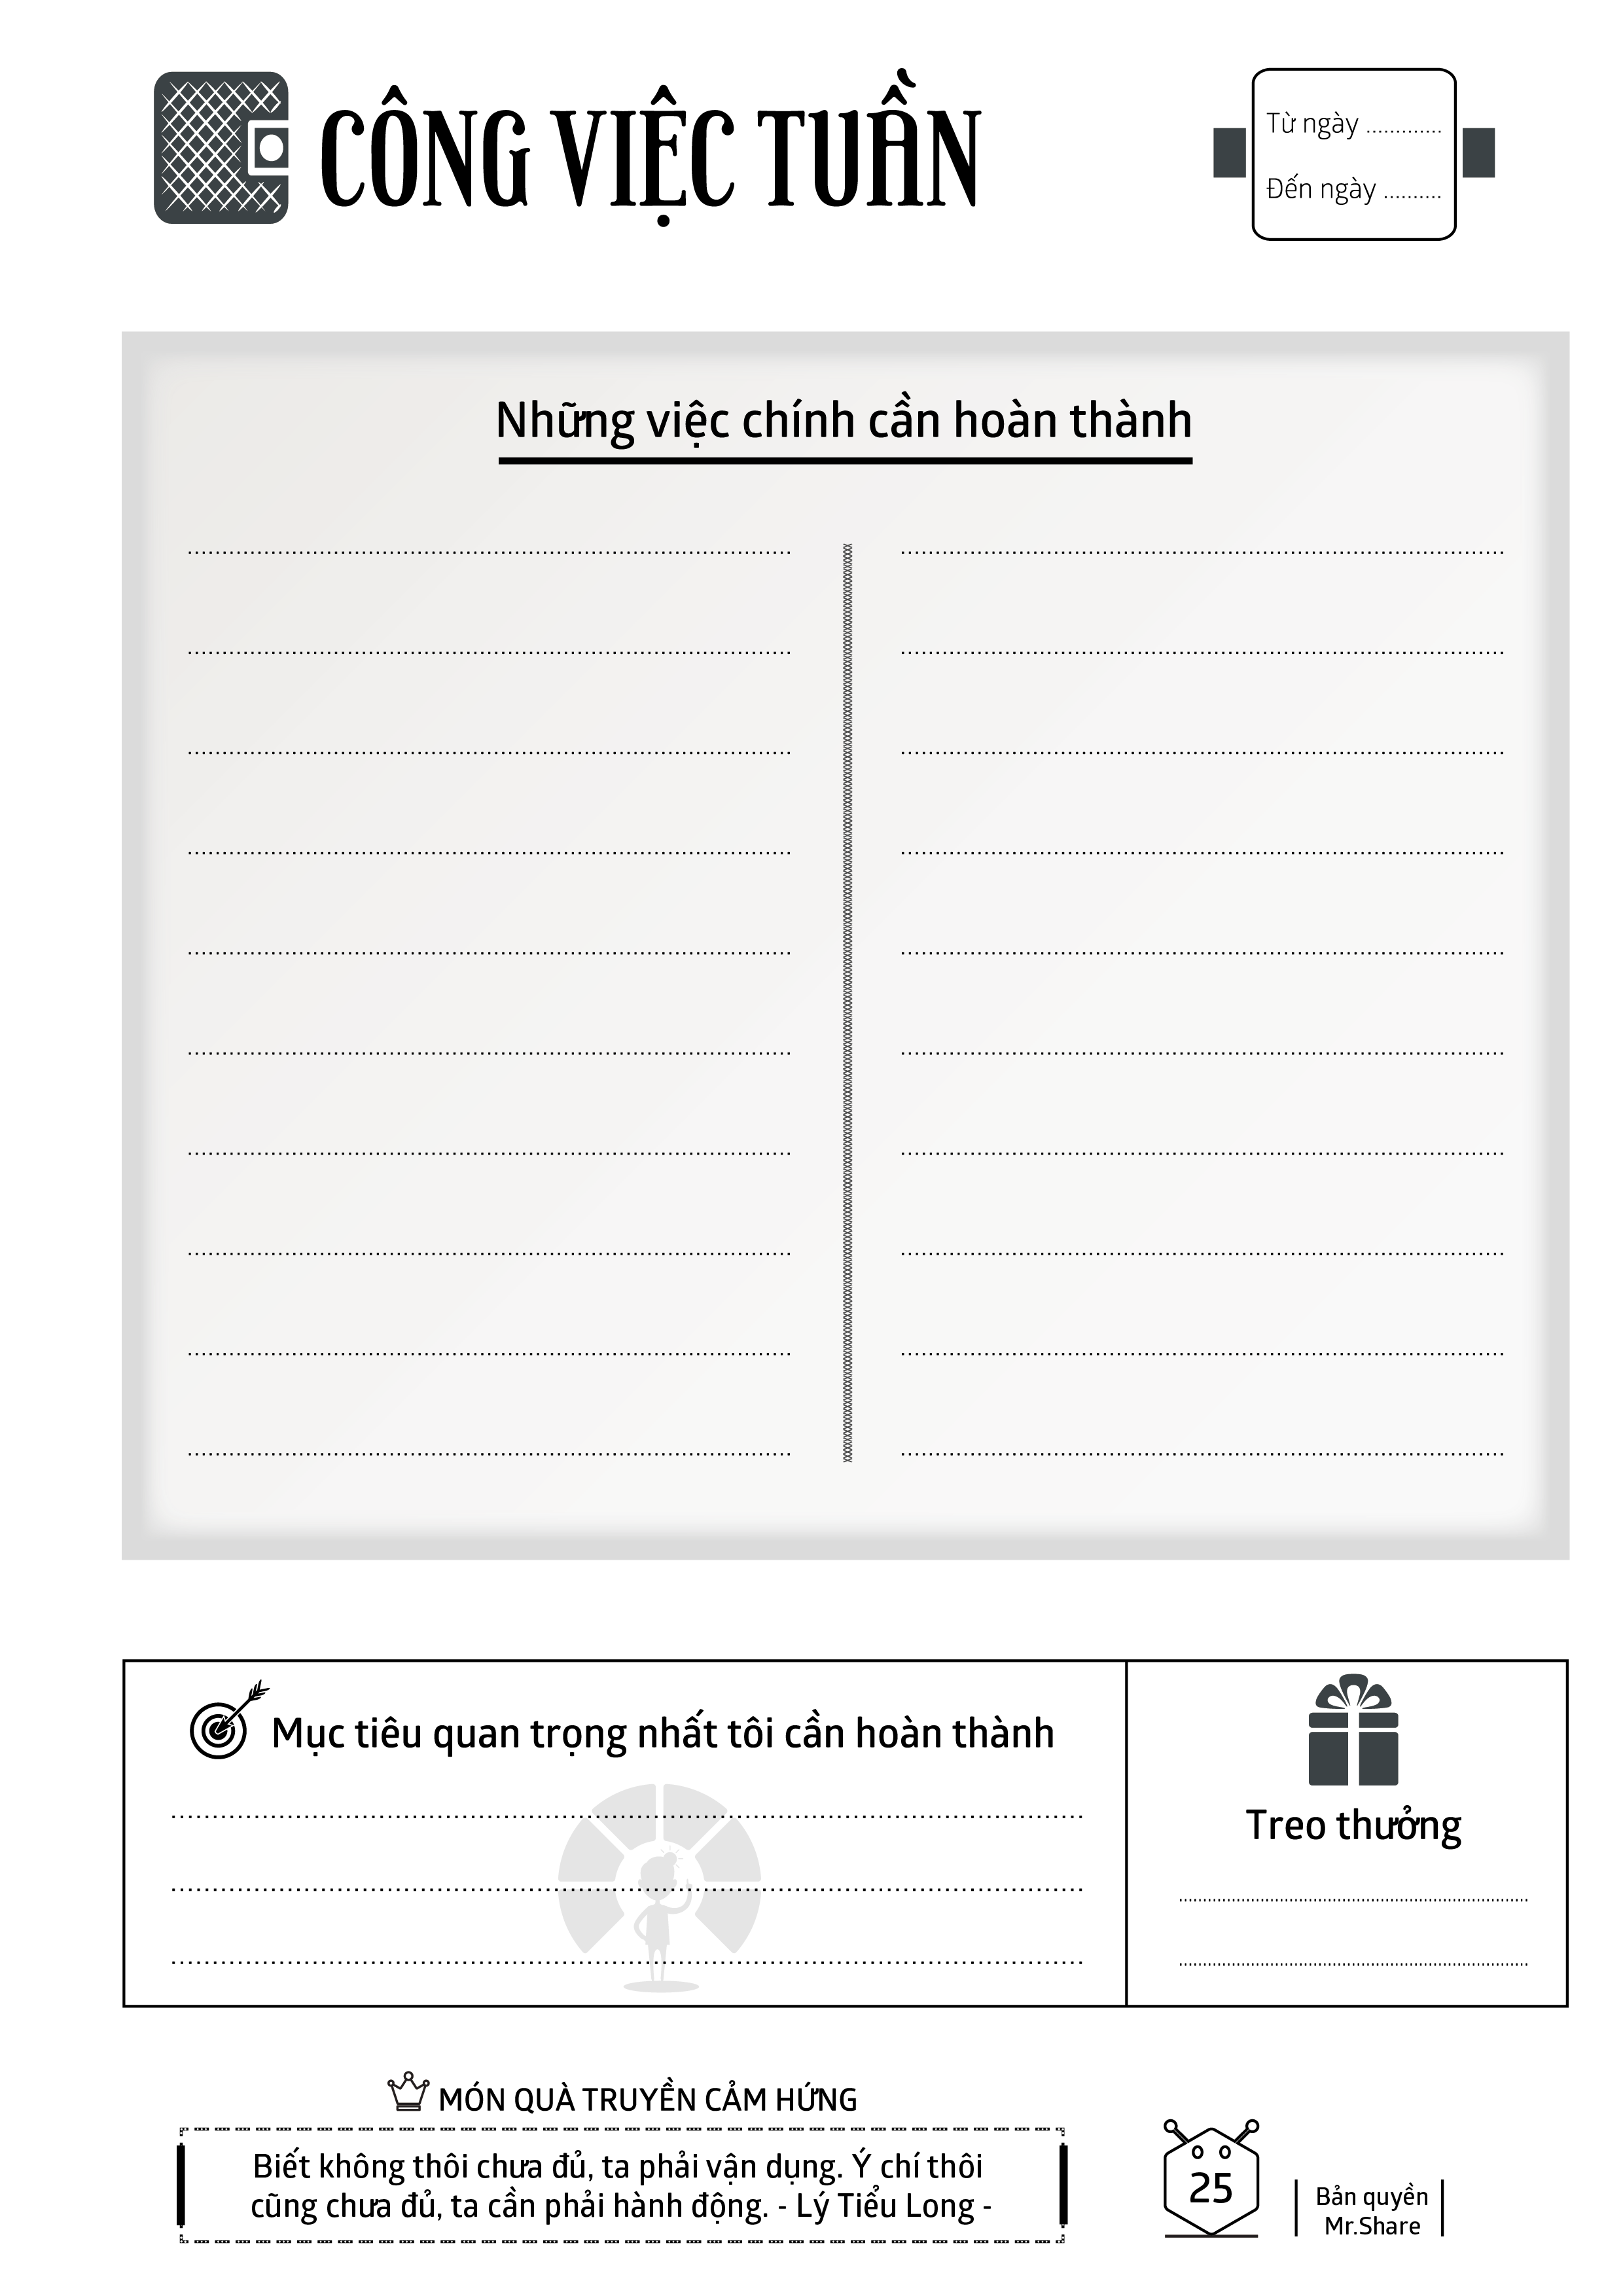 CÔNG VIỆC TUẦN
Từ ngày .............
Đến ngày ..........
Những việc chính cần hoàn thành
Mục tiêu quan trọng nhất tôi cần hoàn thành
Treo thưởng
MÓN QUÀ TRUYỀN CẢM HỨNG
Biết không thôi chưa đủ, ta phải vận dụng. Ý chí thôi
cũng chưa đủ, ta cần phải hành động. - Lý Tiểu Long -
25
Bản quyền
Mr.Share